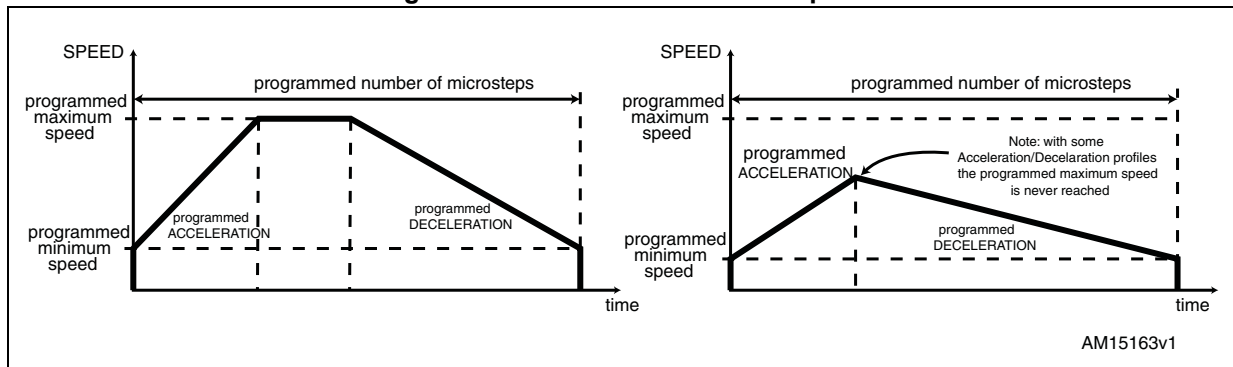 SPEED
programmed number of microsteps
programmed
maximum
speed
programmed
ACCELERATION
programmed
DECELERATION
programmed
minimum
speed
time
SPEED
programmed number of microsteps
programmed
maximum
speed
Note: with some
Acceleration/Decelaration profiles
the programmed maximum speed
is never reached
programmed
ACCELERATION
programmed
DECELERATION
programmed
minimum
speed
time
AM15163v1